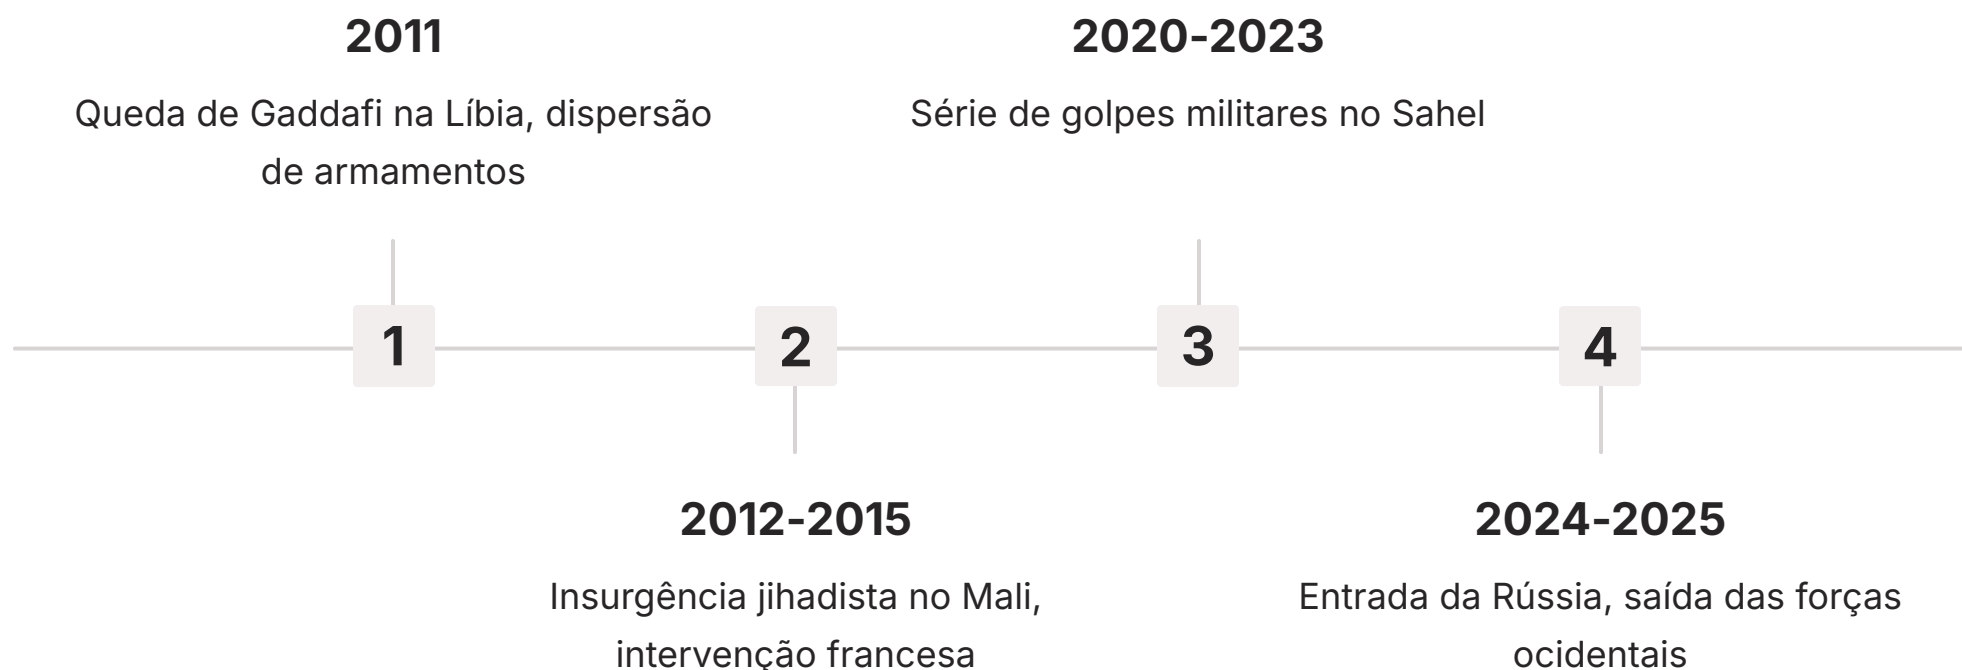 2011
Queda de Gaddafi na Líbia, dispersão
de armamentos
2020-2023
Série de golpes militares no Sahel
1
2
3
4
2012-2015
Insurgência jihadista no Mali,
intervenção francesa
2024-2025
Entrada da Rússia, saída das forças
ocidentais